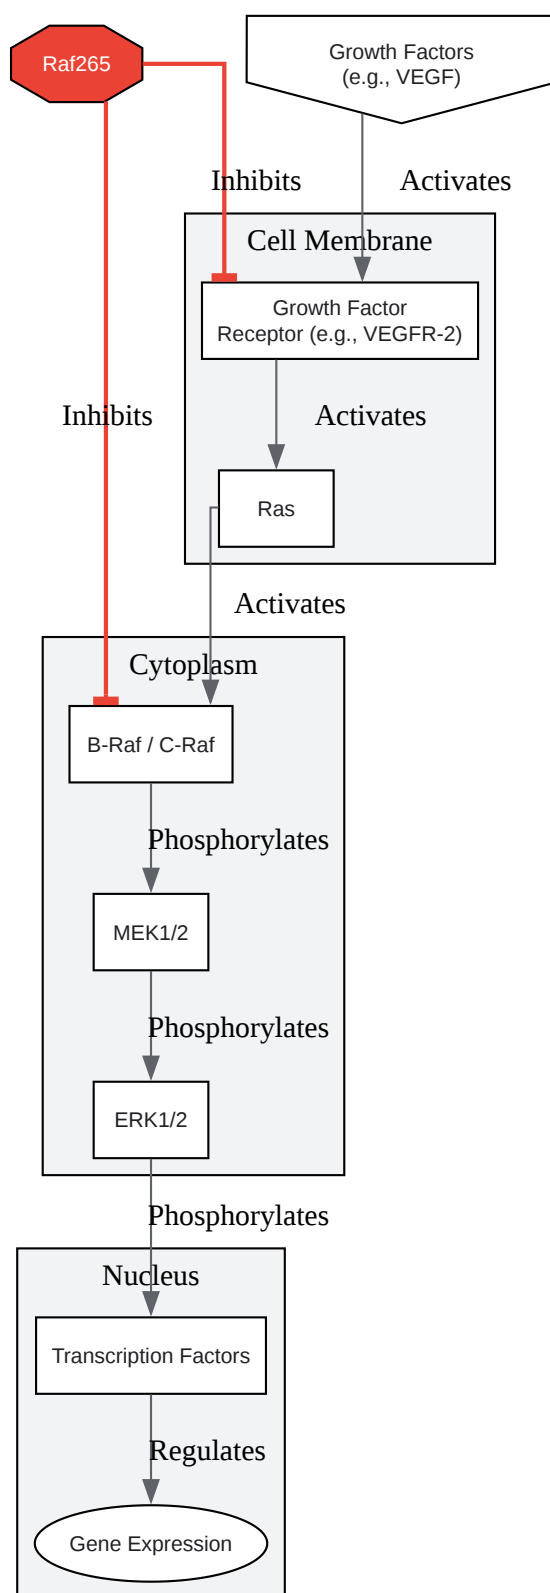 Raf265
Growth Factors
(e.g., VEGF)
Inhibits
Activates
Cell Membrane
Growth Factor
Receptor (e.g., VEGFR-2)
Inhibits
Activates
Ras
Activates
Cytoplasm
B-Raf / C-Raf
Phosphorylates
MEK1/2
Phosphorylates
ERK1/2
Phosphorylates
Nucleus
Transcription Factors
Regulates
Gene Expression